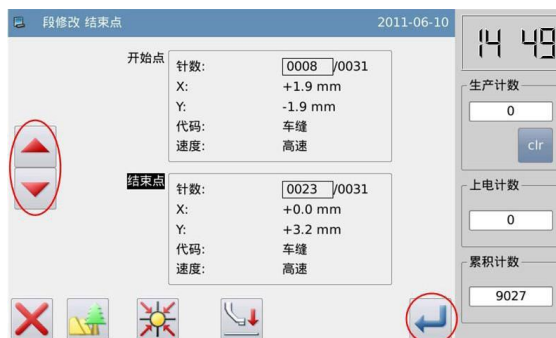 段修改 结束点 2011-06-10
14 49
开始点
针数: 0008 /0031
X: +1.9 mm
Y: -1.9 mm
代码: 车缝
速度: 高速
结束点
针数: 0023 /0031
X: +0.0 mm
Y: +3.2 mm
代码: 车缝
速度: 高速
生产计数
0
clr
上电计数
0
累积计数
9027